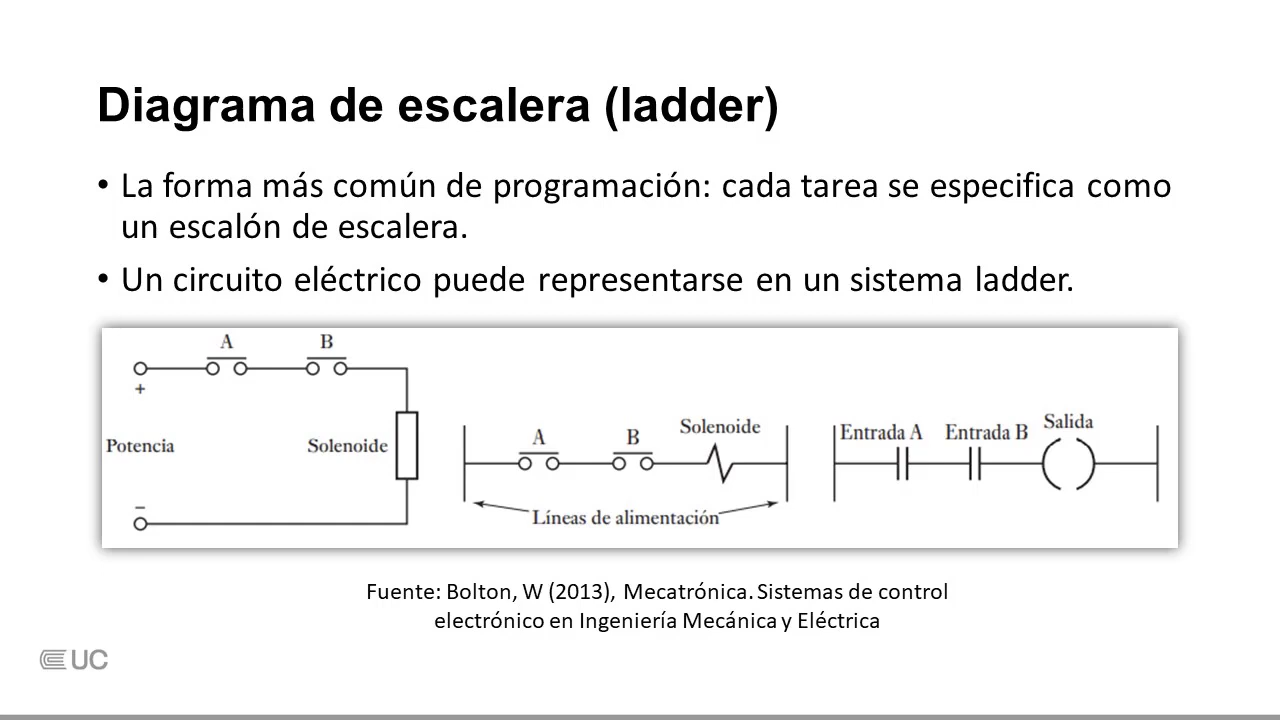 Diagrama de escalera (ladder)
• La forma más común de programación: cada tarea se especifica como
un escalón de escalera.
• Un circuito eléctrico puede representarse en un sistema ladder.
A
B
+
Potencia
Solenoide
−
A
B
Solenoide
Líneas de alimentación
Entrada A
Entrada B
Salida
Fuente: Bolton, W (2013), Mecatrónica. Sistemas de control
electrónico en Ingeniería Mecánica y Eléctrica
UC